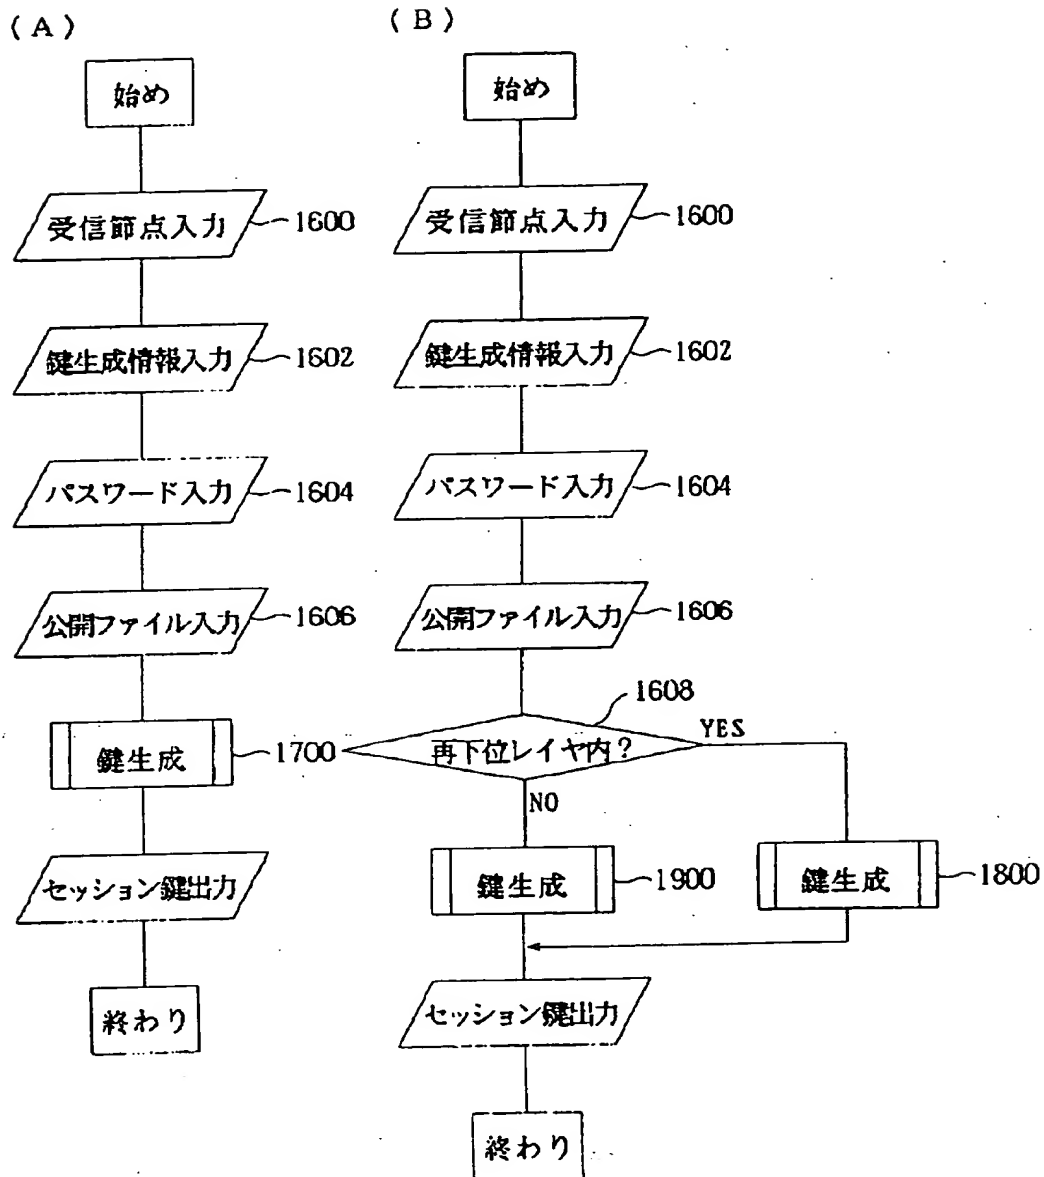 (A)
始め
受信節点入力
1600
鍵生成情報入力
1602
パスワード入力
1604
公開ファイル入力
1606
鍵生成
1700
セッション鍵出力
終わり
(B)
始め
受信節点入力
1600
鍵生成情報入力
1602
パスワード入力
1604
公開ファイル入力
1606
1608
再下位レイヤ内?
YES
NO
鍵生成
1900
鍵生成
1800
セッション鍵出力
終わり